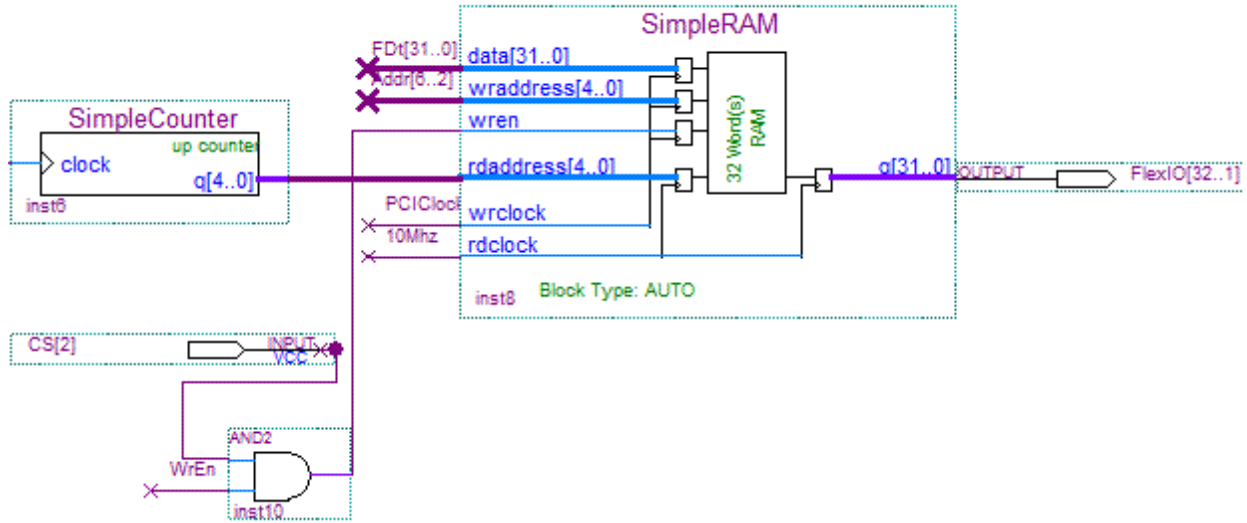 SimpleRAM
FDt[31..0]
data[31..0]
Addr[6..2]
wraddress[4..0]
SimpleCounter
up counter
wren
32 Word(s)
RAM
clock
q[4..0]
rdaddress[4..0]
q[31..0]
OUTPUT
FlexIO[32..1]
inst6
PCIClock
wrclock
10Mhz
rdclock
inst8
Block Type: AUTO
CS[2]
INPUT
VCC
AND2
WrEn
inst10